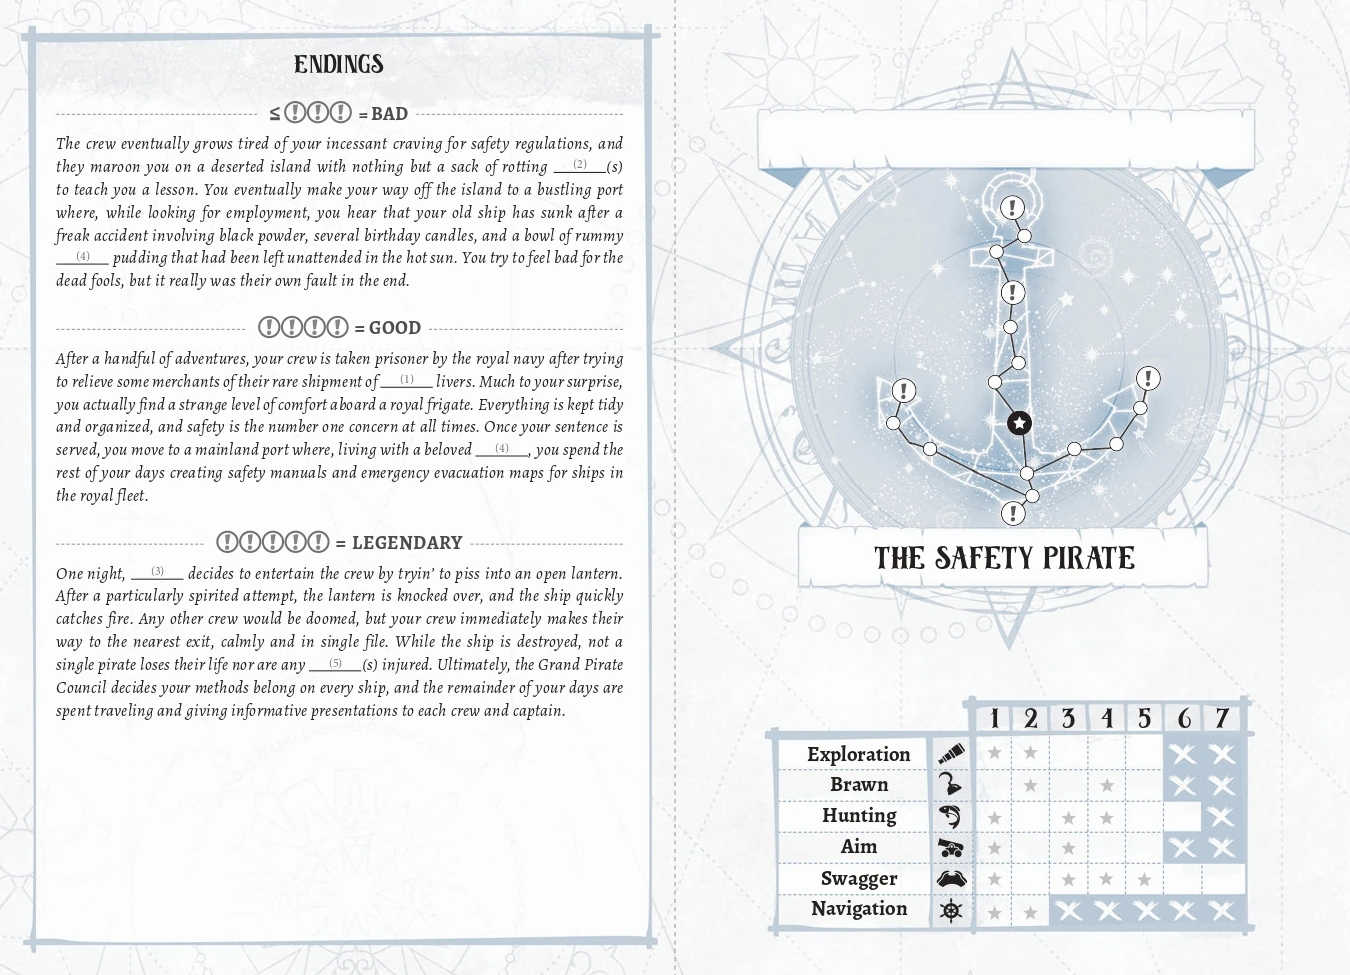 ENDINGS
≤ ! ! ! = BAD
The crew eventually grows tired of your incessant craving for safety regulations, and
they maroon you on a deserted island with nothing but a sack of rotting ___(2)___(s)
to teach you a lesson. You eventually make your way off the island to a bustling port
where, while looking for employment, you hear that your old ship has sunk after a
freak accident involving black powder, several birthday candles, and a bowl of rummy
___(4)___ pudding that had been left unattended in the hot sun. You try to feel bad for the
dead fools, but it really was their own fault in the end.
! ! ! ! = GOOD
After a handful of adventures, your crew is taken prisoner by the royal navy after trying
to relieve some merchants of their rare shipment of ___(1)___ livers. Much to your surprise,
you actually find a strange level of comfort aboard a royal frigate. Everything is kept tidy
and organized, and safety is the number one concern at all times. Once your sentence is
served, you move to a mainland port where, living with a beloved ___(4)___, you spend the
rest of your days creating safety manuals and emergency evacuation maps for ships in
the royal fleet.
! ! ! ! ! = LEGENDARY
One night, ___(3)___ decides to entertain the crew by tryin' to piss into an open lantern.
After a particularly spirited attempt, the lantern is knocked over, and the ship quickly
catches fire. Any other crew would be doomed, but your crew immediately makes their
way to the nearest exit, calmly and in single file. While the ship is destroyed, not a
single pirate loses their life nor are any ___(5)___(s) injured. Ultimately, the Grand Pirate
Council decides your methods belong on every ship, and the remainder of your days are
spent traveling and giving informative presentations to each crew and captain.
!
!
!
!
!
THE SAFETY PIRATE
1 2 3 4 5 6 7
Exploration
Brawn
Hunting
Aim
Swagger
Navigation